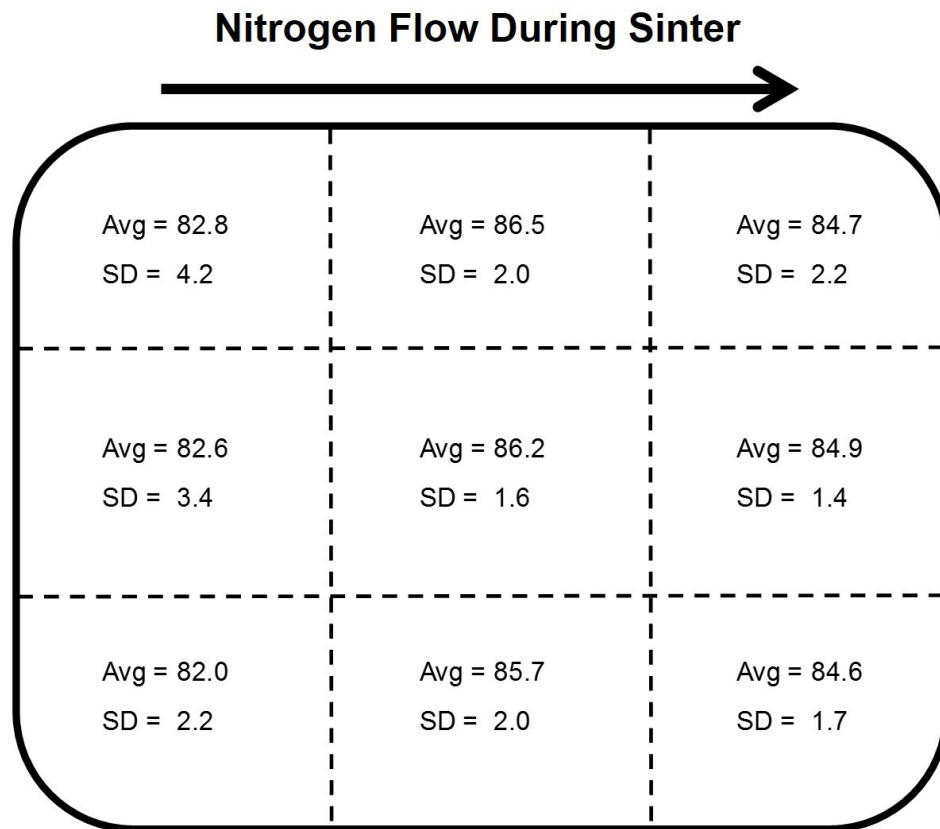 Nitrogen Flow During Sinter
Avg = 82.8
SD = 4.2
Avg = 86.5
SD = 2.0
Avg = 84.7
SD = 2.2
Avg = 82.6
SD = 3.4
Avg = 86.2
SD = 1.6
Avg = 84.9
SD = 1.4
Avg = 82.0
SD = 2.2
Avg = 85.7
SD = 2.0
Avg = 84.6
SD = 1.7